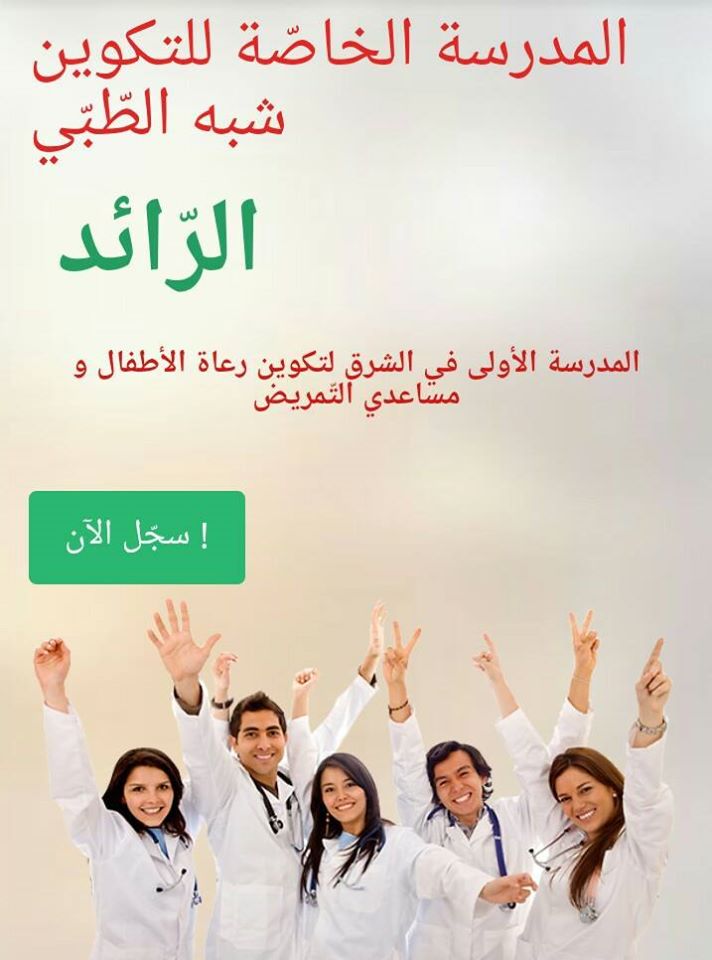 المدرسة الخاصّة للتكوين
شبه الطّبّي
الرّائد
المدرسة الأولى في الشرق لتكوين رعاة الأطفال و
مساعدي التّمريض
سجّل الآن !